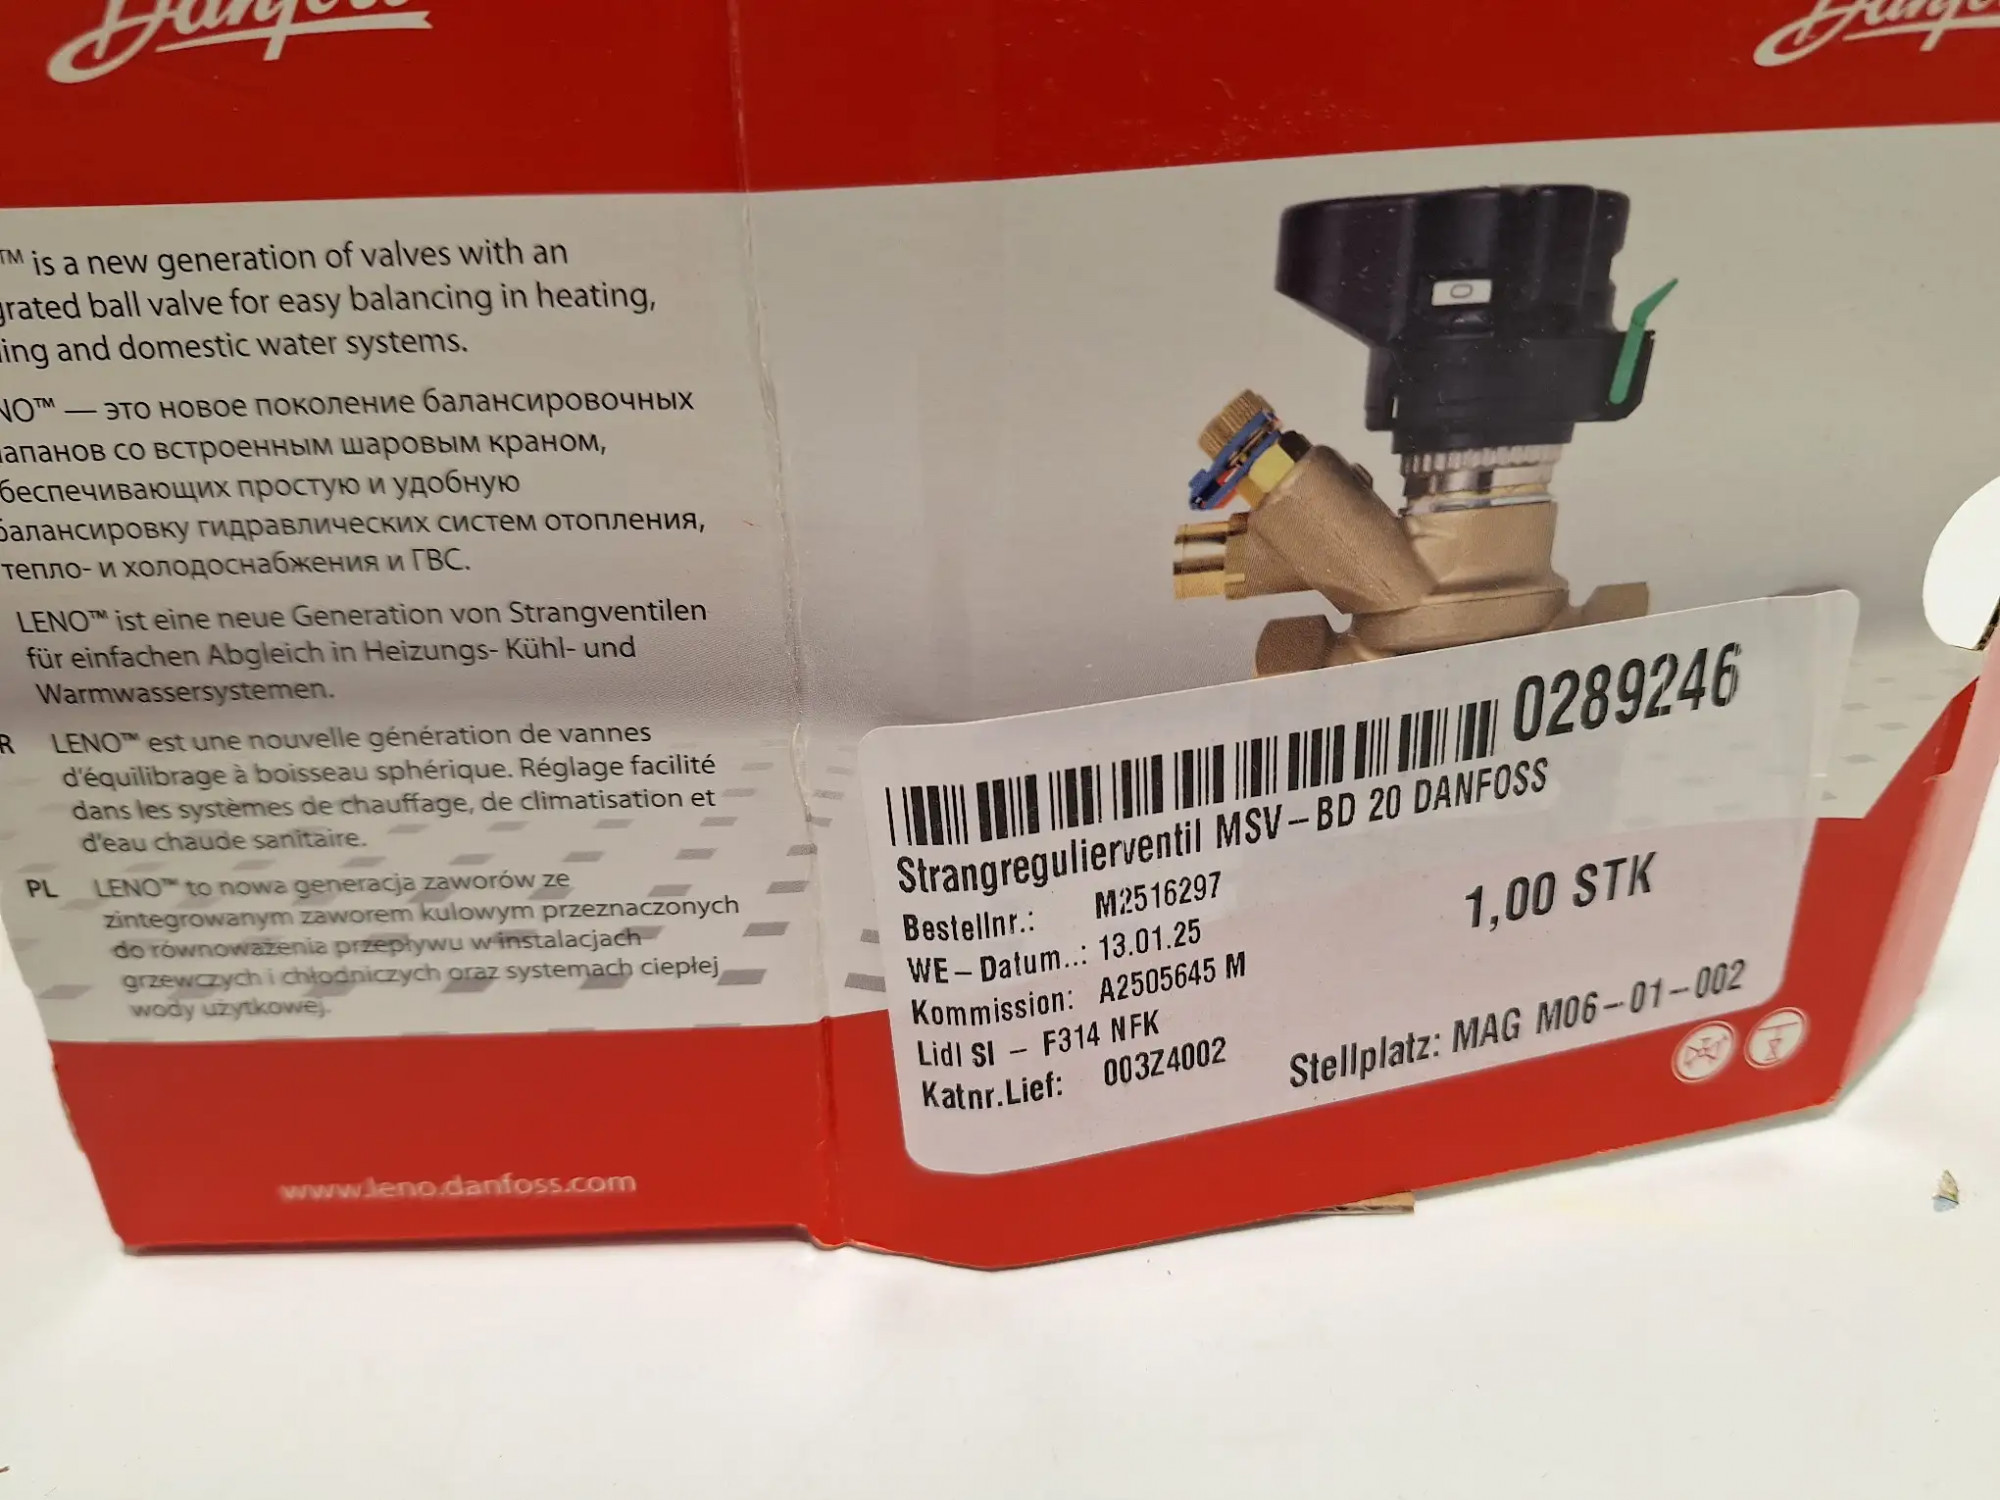 Danfoss
Danfoss
™ is a new generation of valves with an
grated ball valve for easy balancing in heating,
ing and domestic water systems.
NO™ — это новое поколение балансировочных
апанов со встроенным шаровым краном,
беспечивающих простую и удобную
балансировку гидравлических систем отопления,
тепло- и холодоснабжения и ГВС.
LENO™ ist eine neue Generation von Strangventilen
für einfachen Abgleich in Heizungs- Kühl- und
Warmwassersystemen.
R LENO™ est une nouvelle génération de vannes
d'équilibrage à boisseau sphérique. Réglage facilité
dans les systèmes de chauffage, de climatisation et
d'eau chaude sanitaire.
PL LENO™ to nowa generacja zaworów ze
zintegrowanym zaworem kulowym przeznaczonych
do równoważenia przepływu w instalacjach
grzewczych i chłodniczych oraz systemach ciepłej
wody użytkowej.
www.leno.danfoss.com
0
0289246
Strangregulierventil MSV-BD 20 DANFOSS
Bestellnr.: M2516297 1,00 STK
WE-Datum..: 13.01.25
Kommission: A2505645 M
Lidl SI - F314 NFK
Katnr.Lief: 003Z4002 Stellplatz: MAG M06-01-002